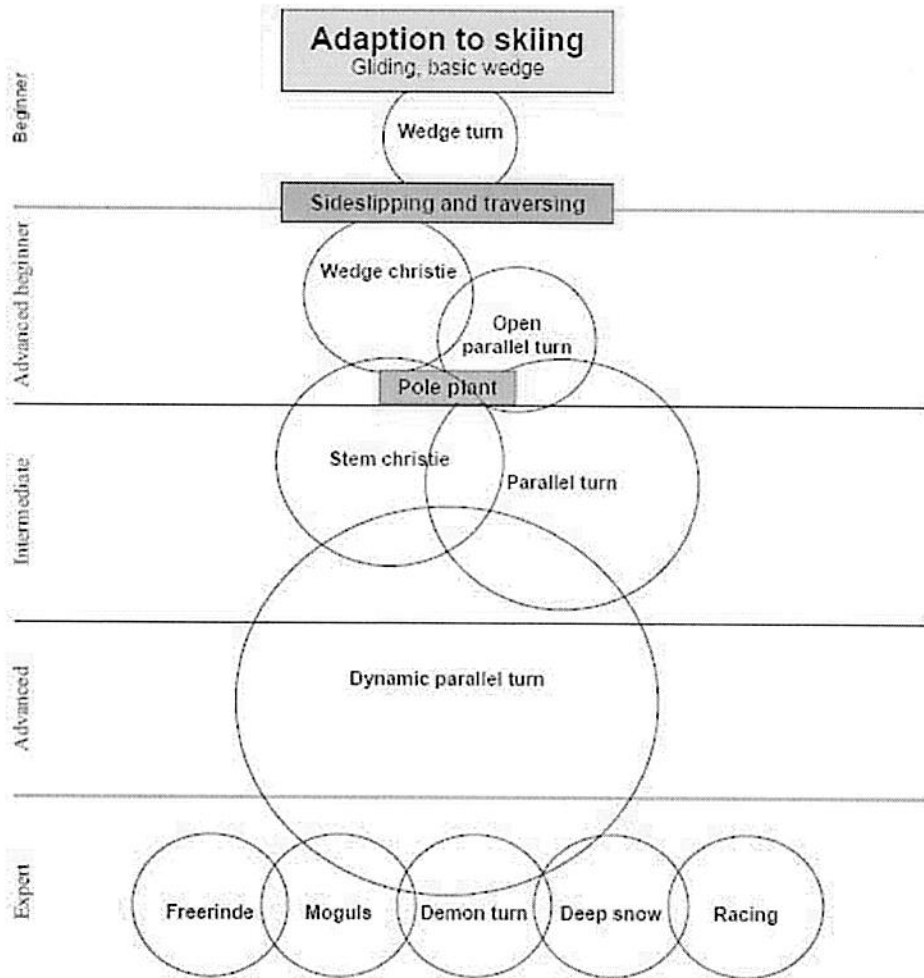 Adaption to skiing
Gliding, basic wedge
Beginner
Wedge turn
Sideslipping and traversing
Advanced beginner
Wedge christie
Open
parallel turn
Pole plant
Intermediate
Stem christie
Parallel turn
Advanced
Dynamic parallel turn
Expert
Freerinde
Moguls
Demon turn
Deep snow
Racing